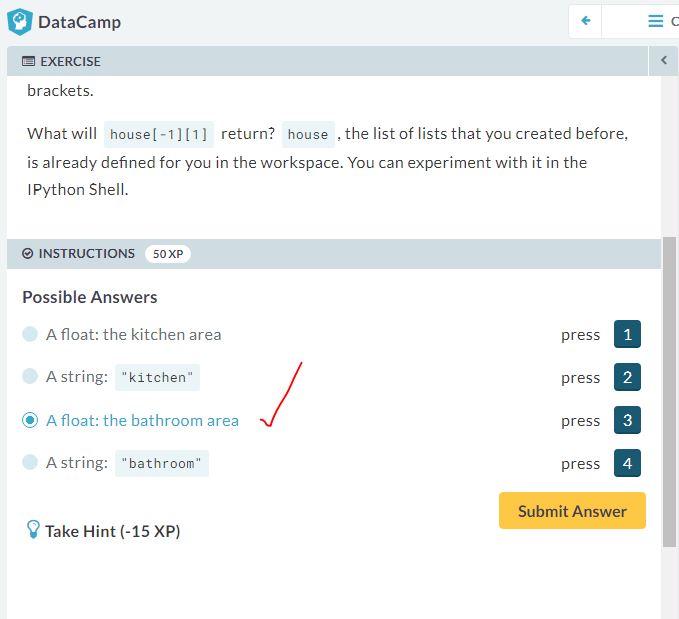 DataCamp
C
EXERCISE
brackets.
What will house[-1][1] return? house , the list of lists that you created before,
is already defined for you in the workspace. You can experiment with it in the
IPython Shell.
INSTRUCTIONS 50 XP
Possible Answers
A float: the kitchen area press 1
A string: "kitchen" press 2
A float: the bathroom area press 3
A string: "bathroom" press 4
Submit Answer
Take Hint (-15 XP)